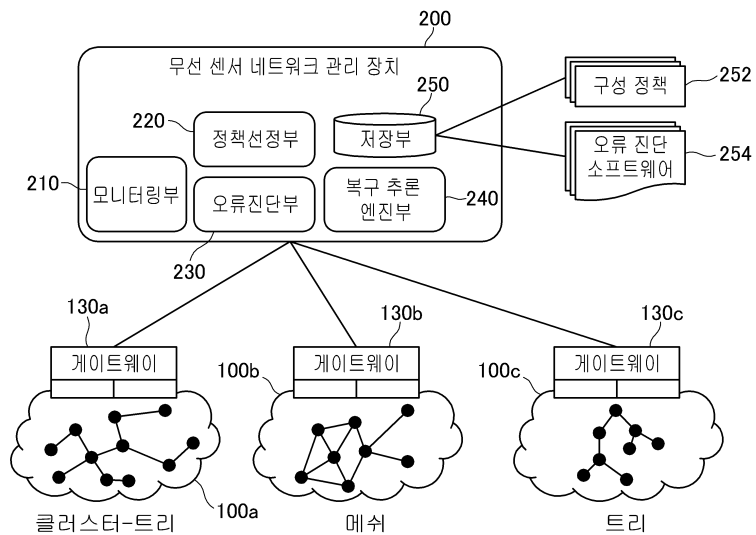 200
무선 센서 네트워크 관리 장치
250
구성 정책
252
220
정책선정부
저장부
오류 진단
소프트웨어
254
210
모니터링부
오류진단부
복구 추론
엔진부
240
230
130a
130b
130c
게이트웨이
게이트웨이
게이트웨이
100b
100c
100a
클러스터-트리
메쉬
트리